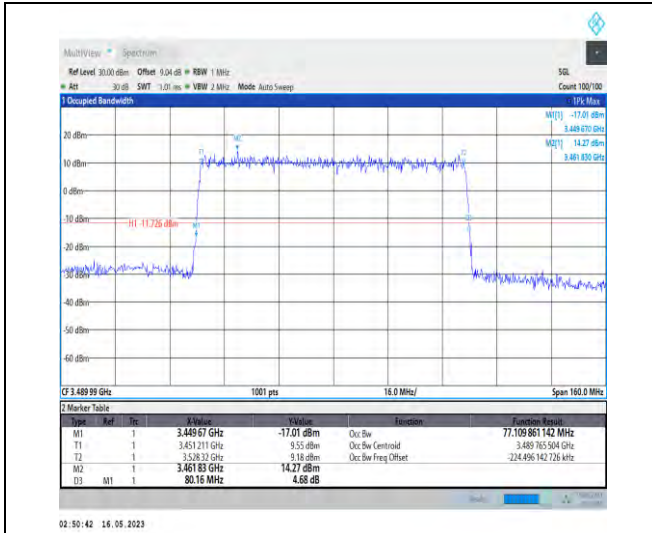 MultiView Spectrum
Ref Level 30.00 dBm Offset 9.04 dB RBW 1 MHz SGL
Att 30 dB SWT 1.01 ms VBW 2 MHz Mode Auto Sweep Count 100/100
1 Occupied Bandwidth 1Pk Max
M1[1] -17.01 dBm
3.449 670 GHz
M2[1] 14.27 dBm
3.461 830 GHz
20 dBm
M2
T1 T2
10 dBm
0 dBm
-10 dBm
H1 -11.726 dBm
M1
D3
-20 dBm
-30 dBm
-40 dBm
-50 dBm
-60 dBm
CF 3.489 99 GHz 1001 pts 16.0 MHz/ Span 160.0 MHz
2 Marker Table
Type Ref Trc X-Value Y-Value Function Function Result
M1 1 3.449 67 GHz -17.01 dBm Occ Bw 77.109 861 142 MHz
T1 1 3.451 211 GHz 9.55 dBm Occ Bw Centroid 3.489 765 504 GHz
T2 1 3.528 32 GHz 9.18 dBm Occ Bw Freq Offset -224.496 142 726 kHz
M2 1 3.461 83 GHz 14.27 dBm
D3 M1 1 80.16 MHz 4.68 dB
02:50:42 16.05.2023